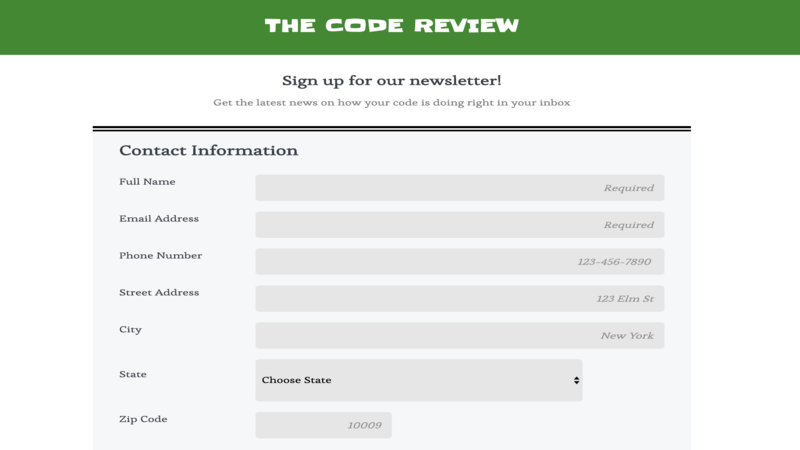 THE CODE REVIEW
Sign up for our newsletter!
Get the latest news on how your code is doing right in your inbox
Contact Information
Full Name Required
Email Address Required
Phone Number 123-456-7890
Street Address 123 Elm St
City New York
State Choose State
Zip Code 10009